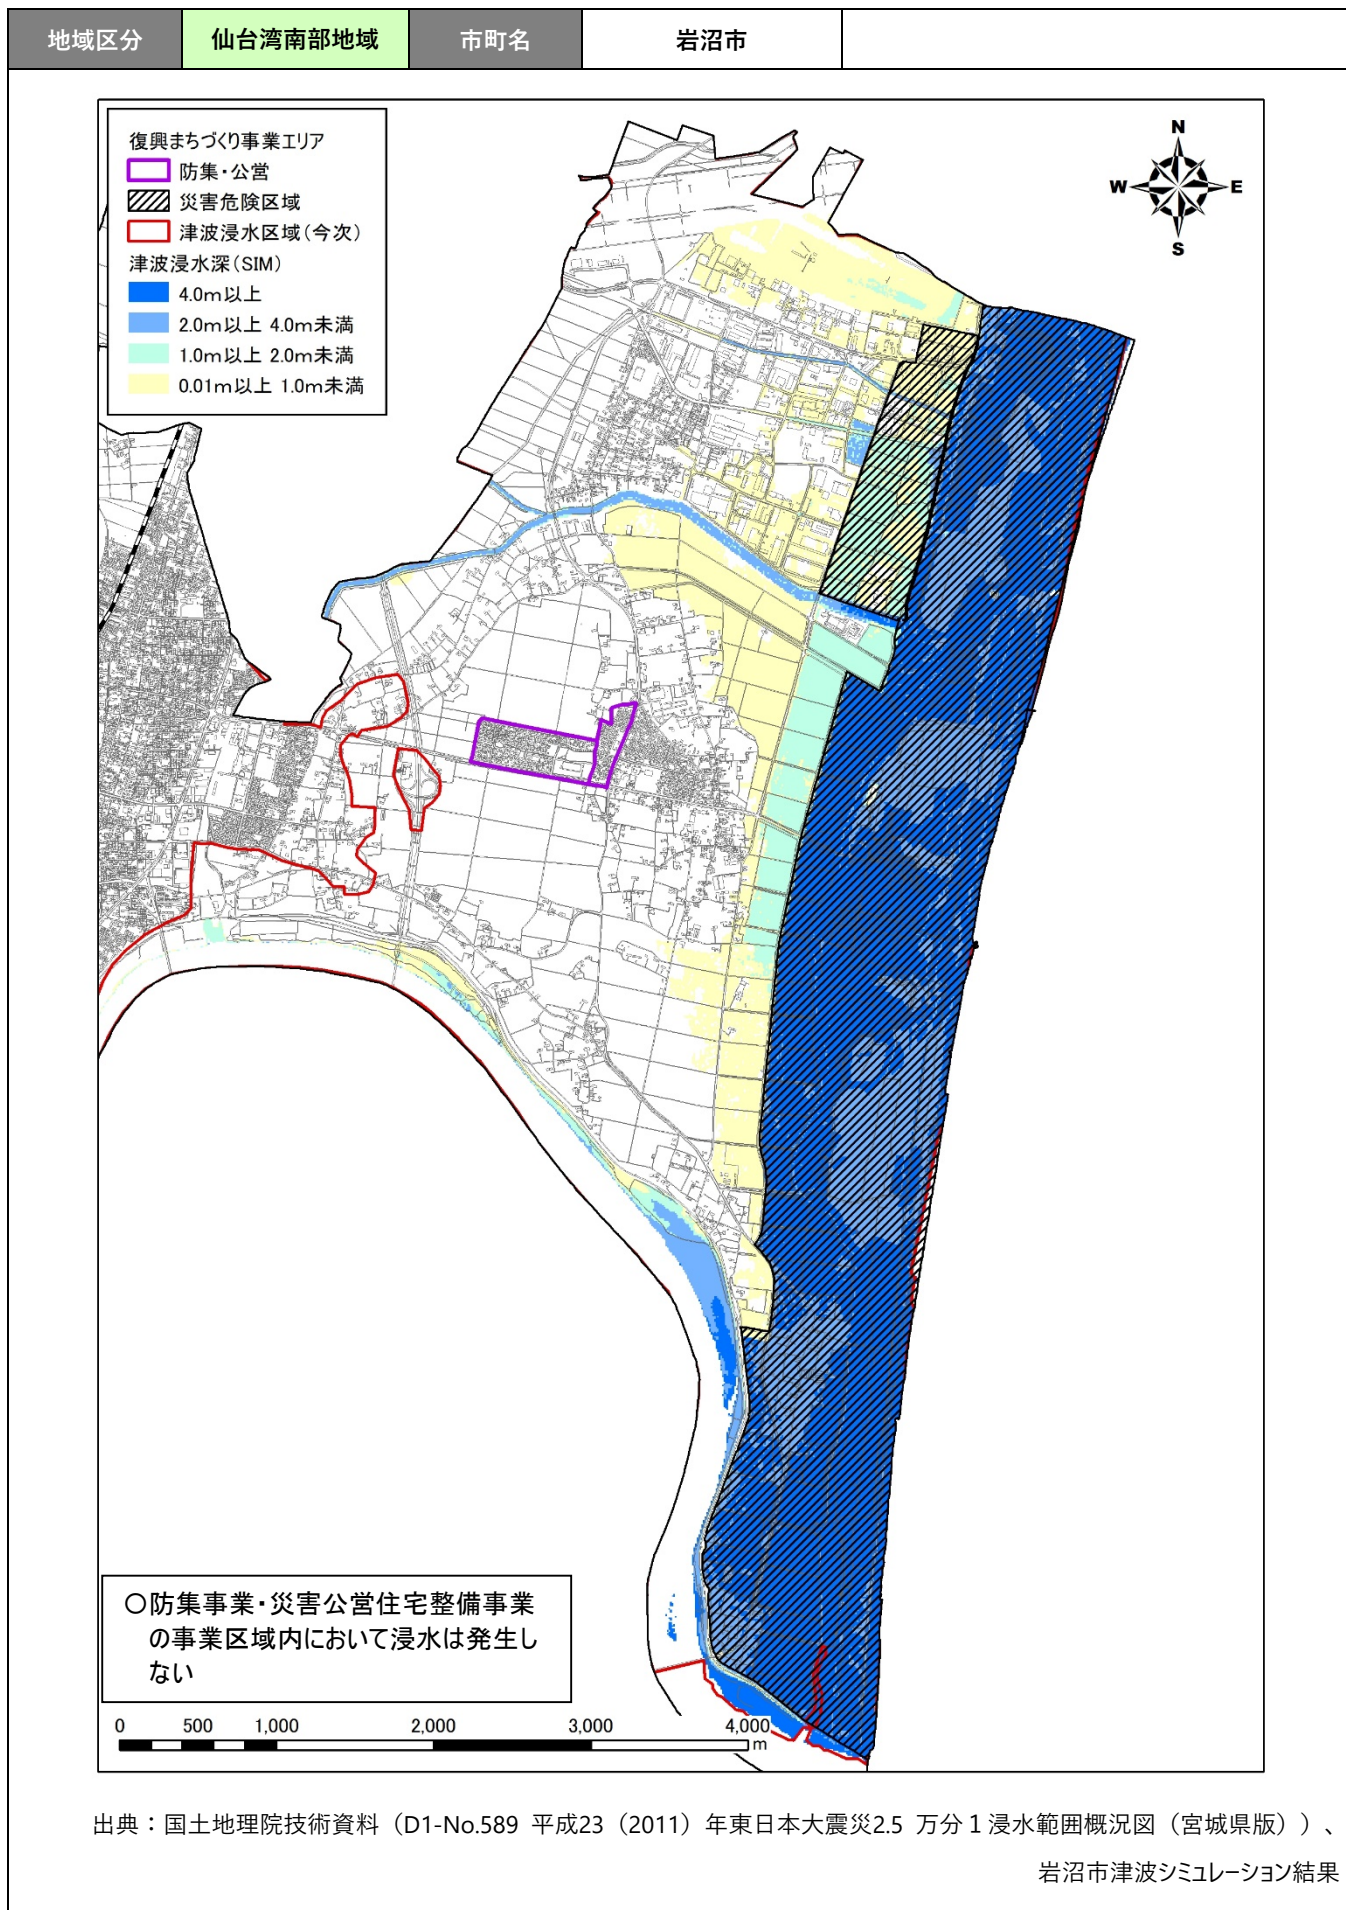 地域区分 仙台湾南部地域 市町名 岩沼市
復興まちづくり事業エリア
防集・公営
災害危険区域
津波浸水区域(今次)
津波浸水深(SIM)
4.0m以上
2.0m以上 4.0m未満
1.0m以上 2.0m未満
0.01m以上 1.0m未満
N
W E
S
○防集事業・災害公営住宅整備事業
の事業区域内において浸水は発生し
ない
0 500 1,000 2,000 3,000 4,000
m
出典：国土地理院技術資料（D1-No.589 平成23（2011）年東日本大震災2.5 万分１浸水範囲概況図（宮城県版））、
岩沼市津波シミュレーション結果